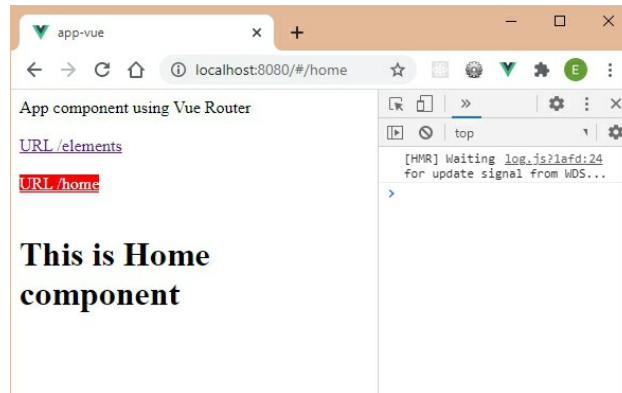 app-vue
localhost:8080/#/home
E
App component using Vue Router
URL /elements
URL /home
This is Home
component
top
[HMR] Waiting log.js?1afd:24
for update signal from WDS...